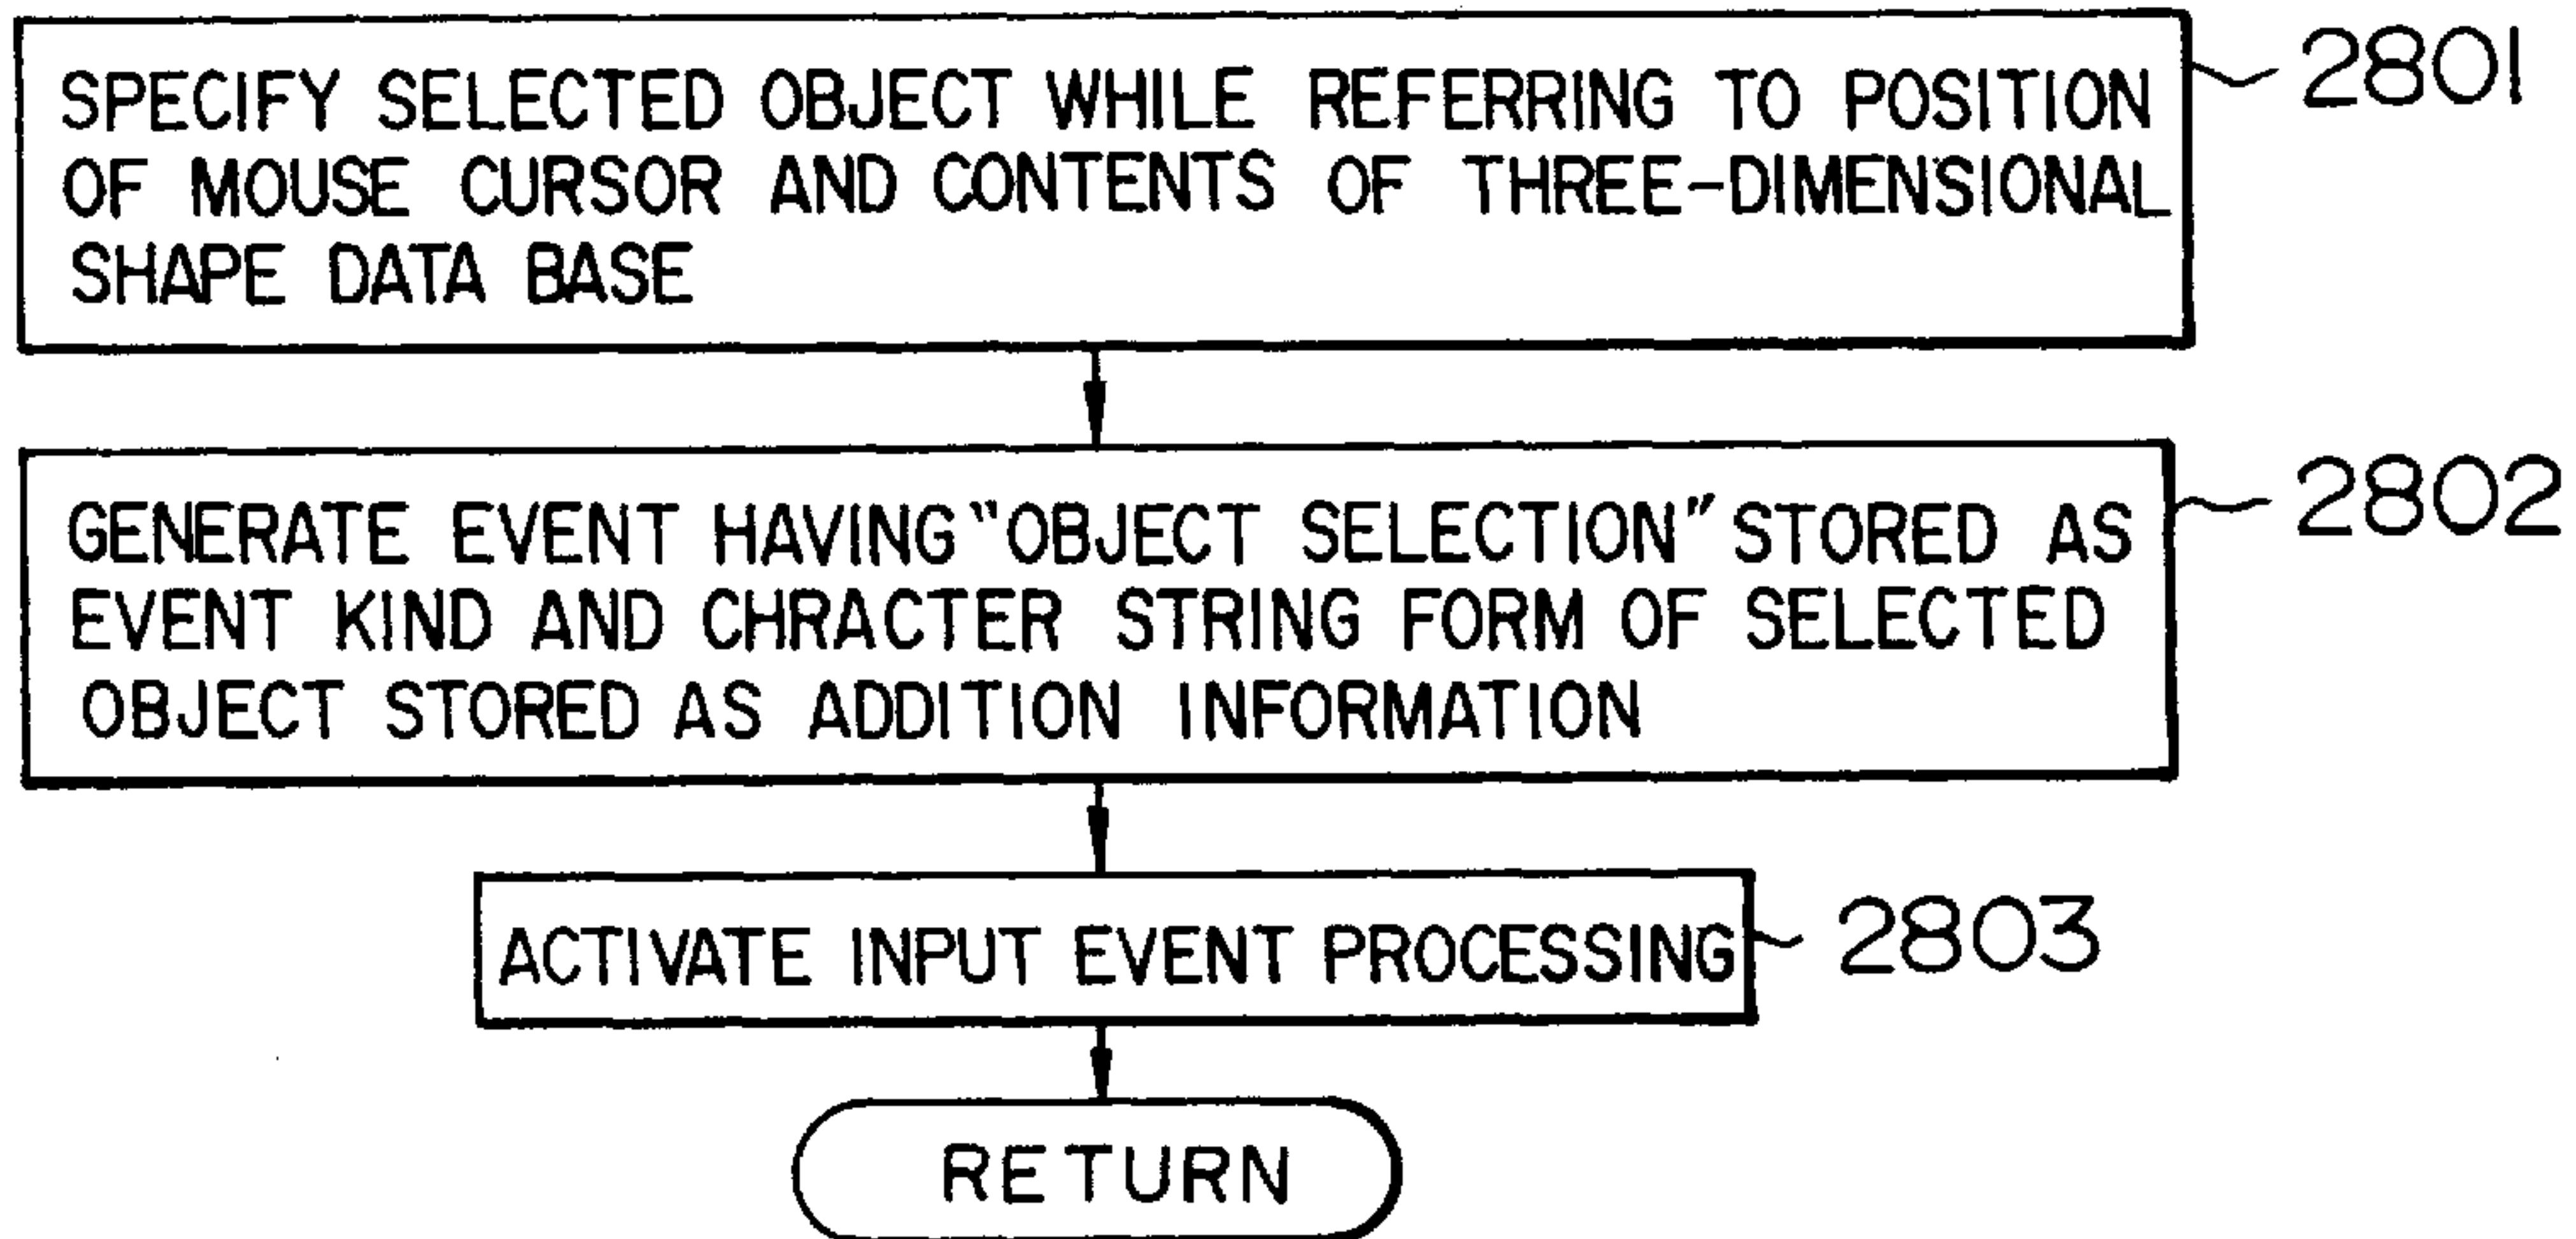 SPECIFY SELECTED OBJECT WHILE REFERRING TO POSITION
OF MOUSE CURSOR AND CONTENTS OF THREE-DIMENSIONAL
SHAPE DATA BASE
2801
GENERATE EVENT HAVING "OBJECT SELECTION" STORED AS
EVENT KIND AND CHRACTER STRING FORM OF SELECTED
OBJECT STORED AS ADDITION INFORMATION
2802
ACTIVATE INPUT EVENT PROCESSING
2803
RETURN